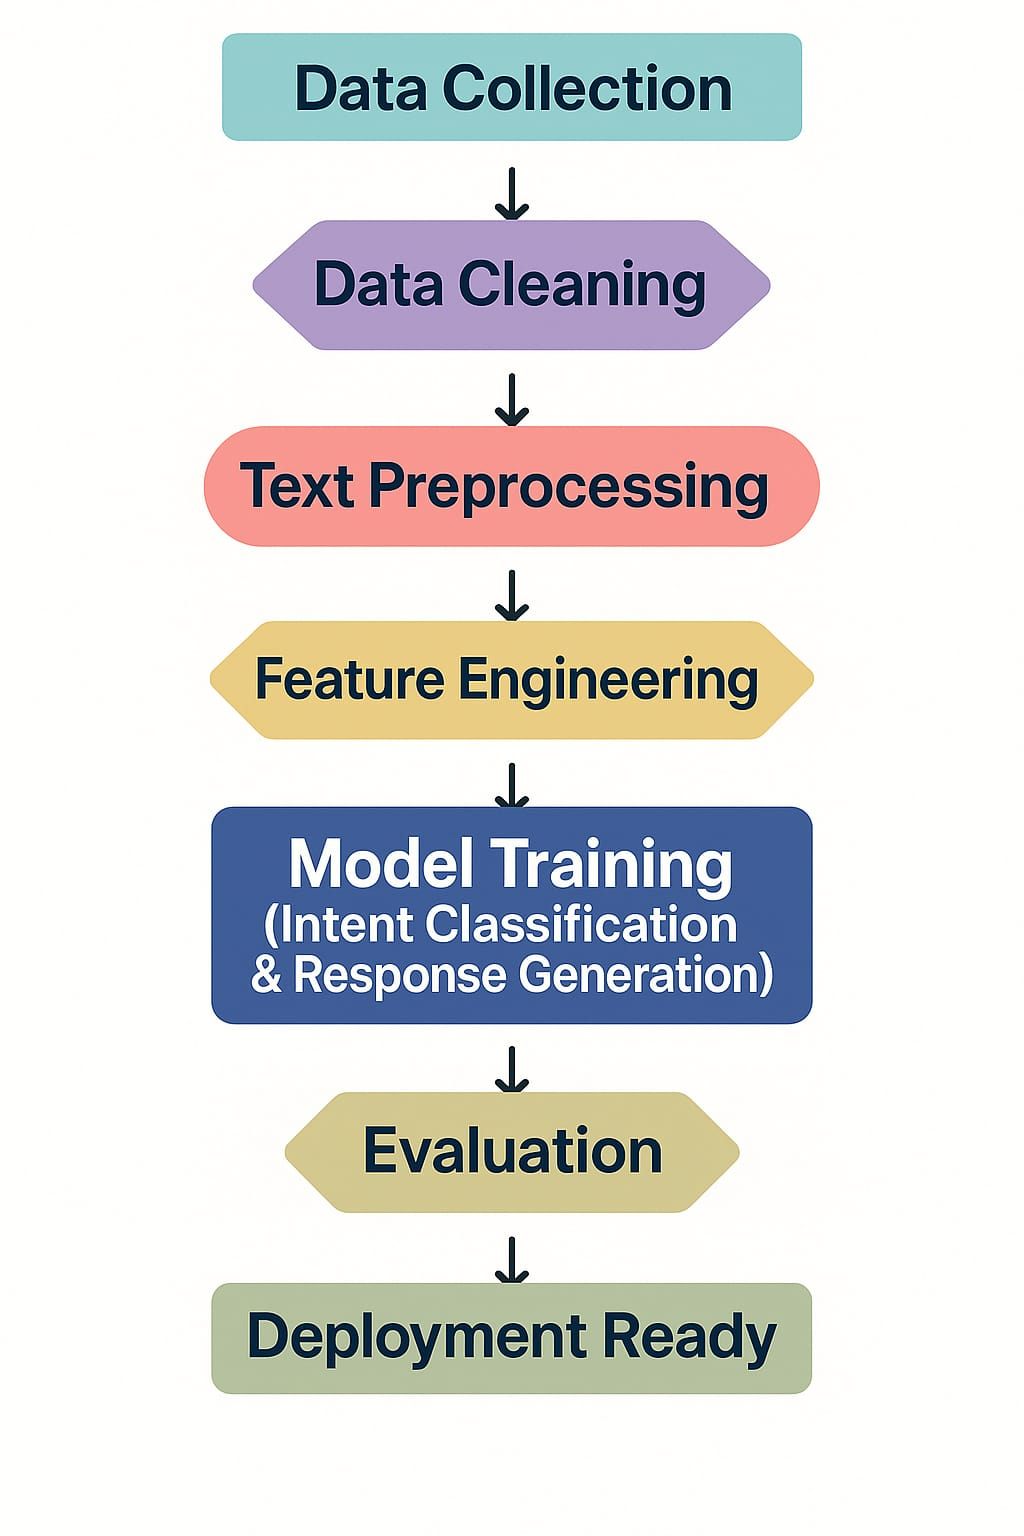 Data Collection
Data Cleaning
Text Preprocessing
Feature Engineering
Model Training
(Intent Classification
& Response Generation)
Evaluation
Deployment Ready